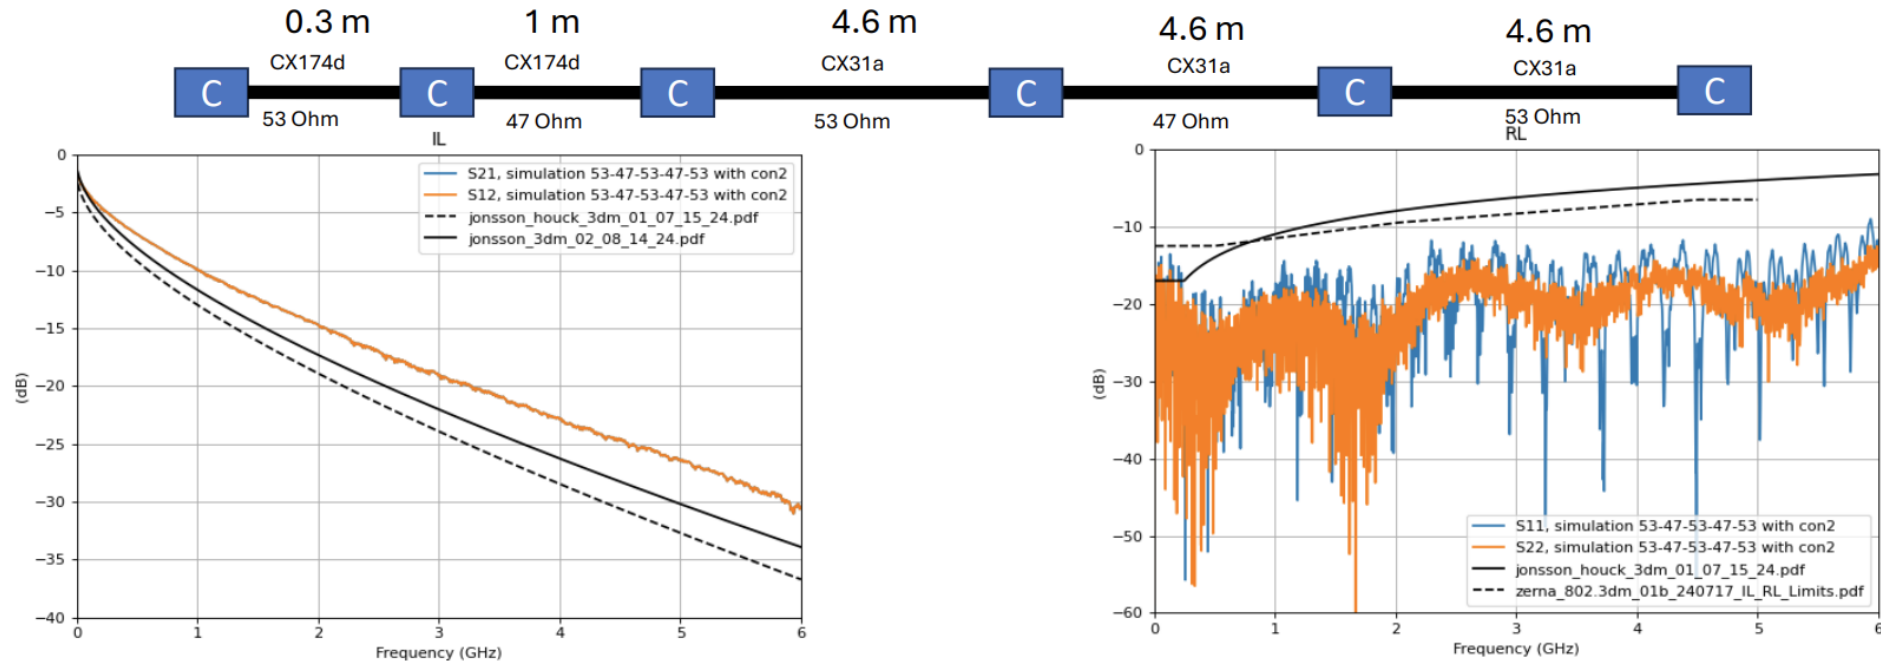 0.3 m
1 m
4.6 m
4.6 m
4.6 m
CX174d
CX174d
CX31a
CX31a
CX31a
C
C
C
C
C
C
53 Ohm
47 Ohm
53 Ohm
47 Ohm
53 Ohm
IL
0
−5
−10
−15
−20
−25
−30
−35
−40
(dB)
S21, simulation 53-47-53-47-53 with con2
S12, simulation 53-47-53-47-53 with con2
jonsson_houck_3dm_01_07_15_24.pdf
jonsson_3dm_02_08_14_24.pdf
0 1 2 3 4 5 6
Frequency (GHz)
RL
0
−10
−20
−30
−40
−50
−60
(dB)
S11, simulation 53-47-53-47-53 with con2
S22, simulation 53-47-53-47-53 with con2
jonsson_houck_3dm_01_07_15_24.pdf
zerna_802.3dm_01b_240717_IL_RL_Limits.pdf
0 1 2 3 4 5 6
Frequency (GHz)